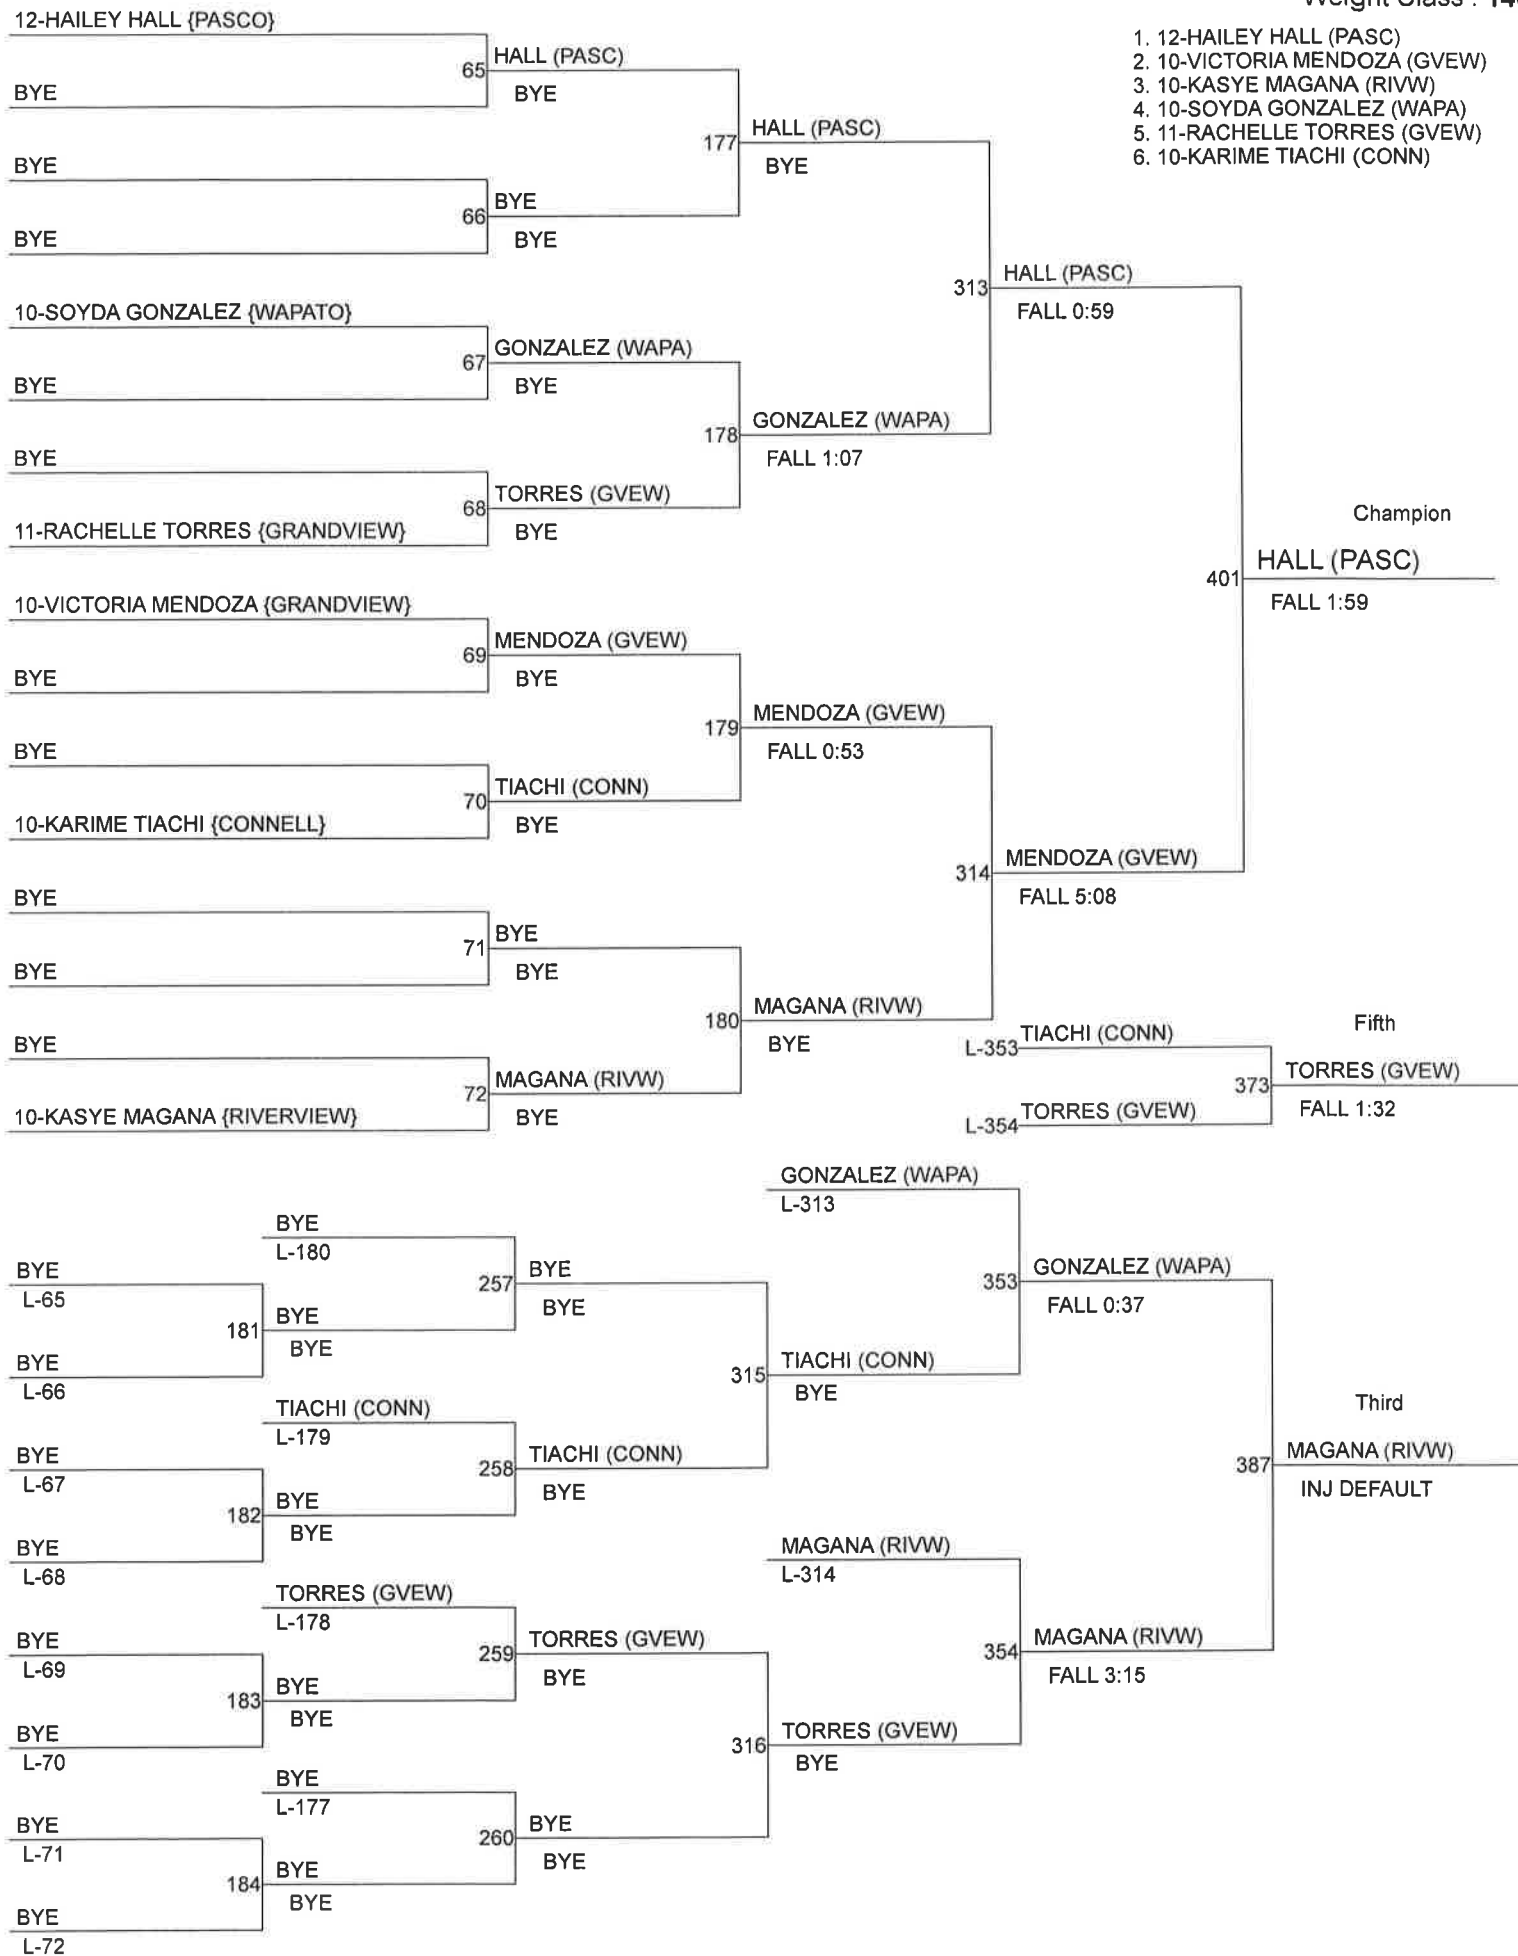 Weight Class :
1. 12-HAILEY HALL (PASC)
2. 10-VICTORIA MENDOZA (GVEW)
3. 10-KASYE MAGANA (RIVW)
4. 10-SOYDA GONZALEZ (WAPA)
5. 11-RACHELLE TORRES (GVEW)
6. 10-KARIME TIACHI (CONN)
12-HAILEY HALL {PASCO}
65
HALL (PASC)
BYE
BYE
177
HALL (PASC)
BYE
BYE
66
BYE
BYE
BYE
313
HALL (PASC)
FALL 0:59
10-SOYDA GONZALEZ {WAPATO}
67
GONZALEZ (WAPA)
BYE
BYE
178
GONZALEZ (WAPA)
FALL 1:07
BYE
68
TORRES (GVEW)
BYE
11-RACHELLE TORRES {GRANDVIEW}
Champion
401
HALL (PASC)
FALL 1:59
10-VICTORIA MENDOZA {GRANDVIEW}
69
MENDOZA (GVEW)
BYE
BYE
179
MENDOZA (GVEW)
FALL 0:53
BYE
70
TIACHI (CONN)
BYE
10-KARIME TIACHI {CONNELL}
314
MENDOZA (GVEW)
FALL 5:08
BYE
71
BYE
BYE
BYE
180
MAGANA (RIVW)
BYE
BYE
72
MAGANA (RIVW)
BYE
10-KASYE MAGANA {RIVERVIEW}
Fifth
L-353
TIACHI (CONN)
373
TORRES (GVEW)
FALL 1:32
L-354
TORRES (GVEW)
GONZALEZ (WAPA)
L-313
BYE
L-180
BYE
L-65
257
BYE
BYE
353
GONZALEZ (WAPA)
FALL 0:37
181
BYE
BYE
BYE
L-66
315
TIACHI (CONN)
BYE
TIACHI (CONN)
L-179
BYE
L-67
258
TIACHI (CONN)
BYE
182
BYE
BYE
BYE
L-68
Third
387
MAGANA (RIVW)
INJ DEFAULT
MAGANA (RIVW)
L-314
TORRES (GVEW)
L-178
BYE
L-69
259
TORRES (GVEW)
BYE
354
MAGANA (RIVW)
FALL 3:15
183
BYE
BYE
BYE
L-70
316
TORRES (GVEW)
BYE
BYE
L-177
BYE
L-71
260
BYE
BYE
184
BYE
BYE
BYE
L-72